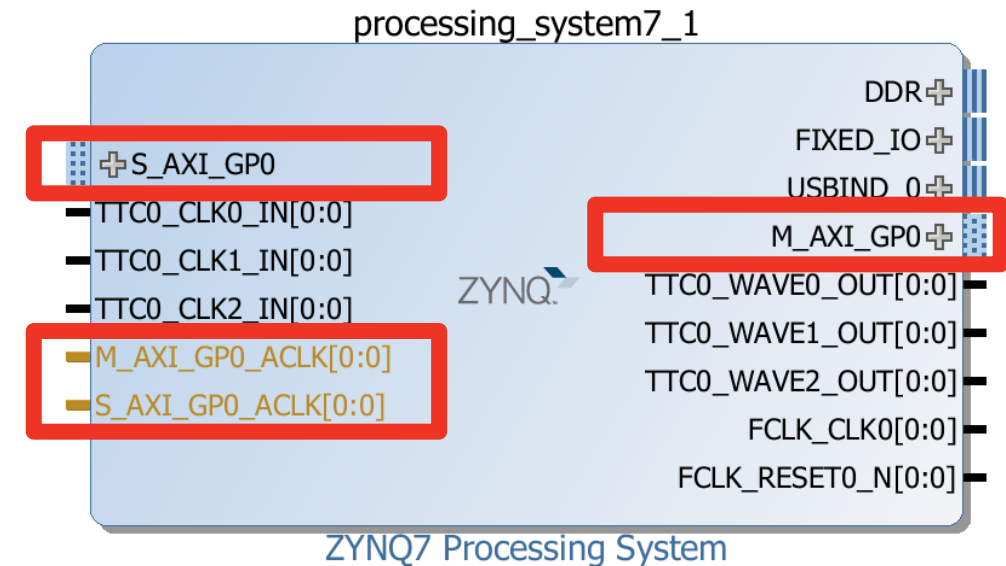 processing_system7_1
S_AXI_GP0
TTC0_CLK0_IN[0:0]
TTC0_CLK1_IN[0:0]
TTC0_CLK2_IN[0:0]
M_AXI_GP0_ACLK[0:0]
S_AXI_GP0_ACLK[0:0]
ZYNQ.
DDR
FIXED_IO
USBIND_0
M_AXI_GP0
TTC0_WAVE0_OUT[0:0]
TTC0_WAVE1_OUT[0:0]
TTC0_WAVE2_OUT[0:0]
FCLK_CLK0[0:0]
FCLK_RESET0_N[0:0]
ZYNQ7 Processing System